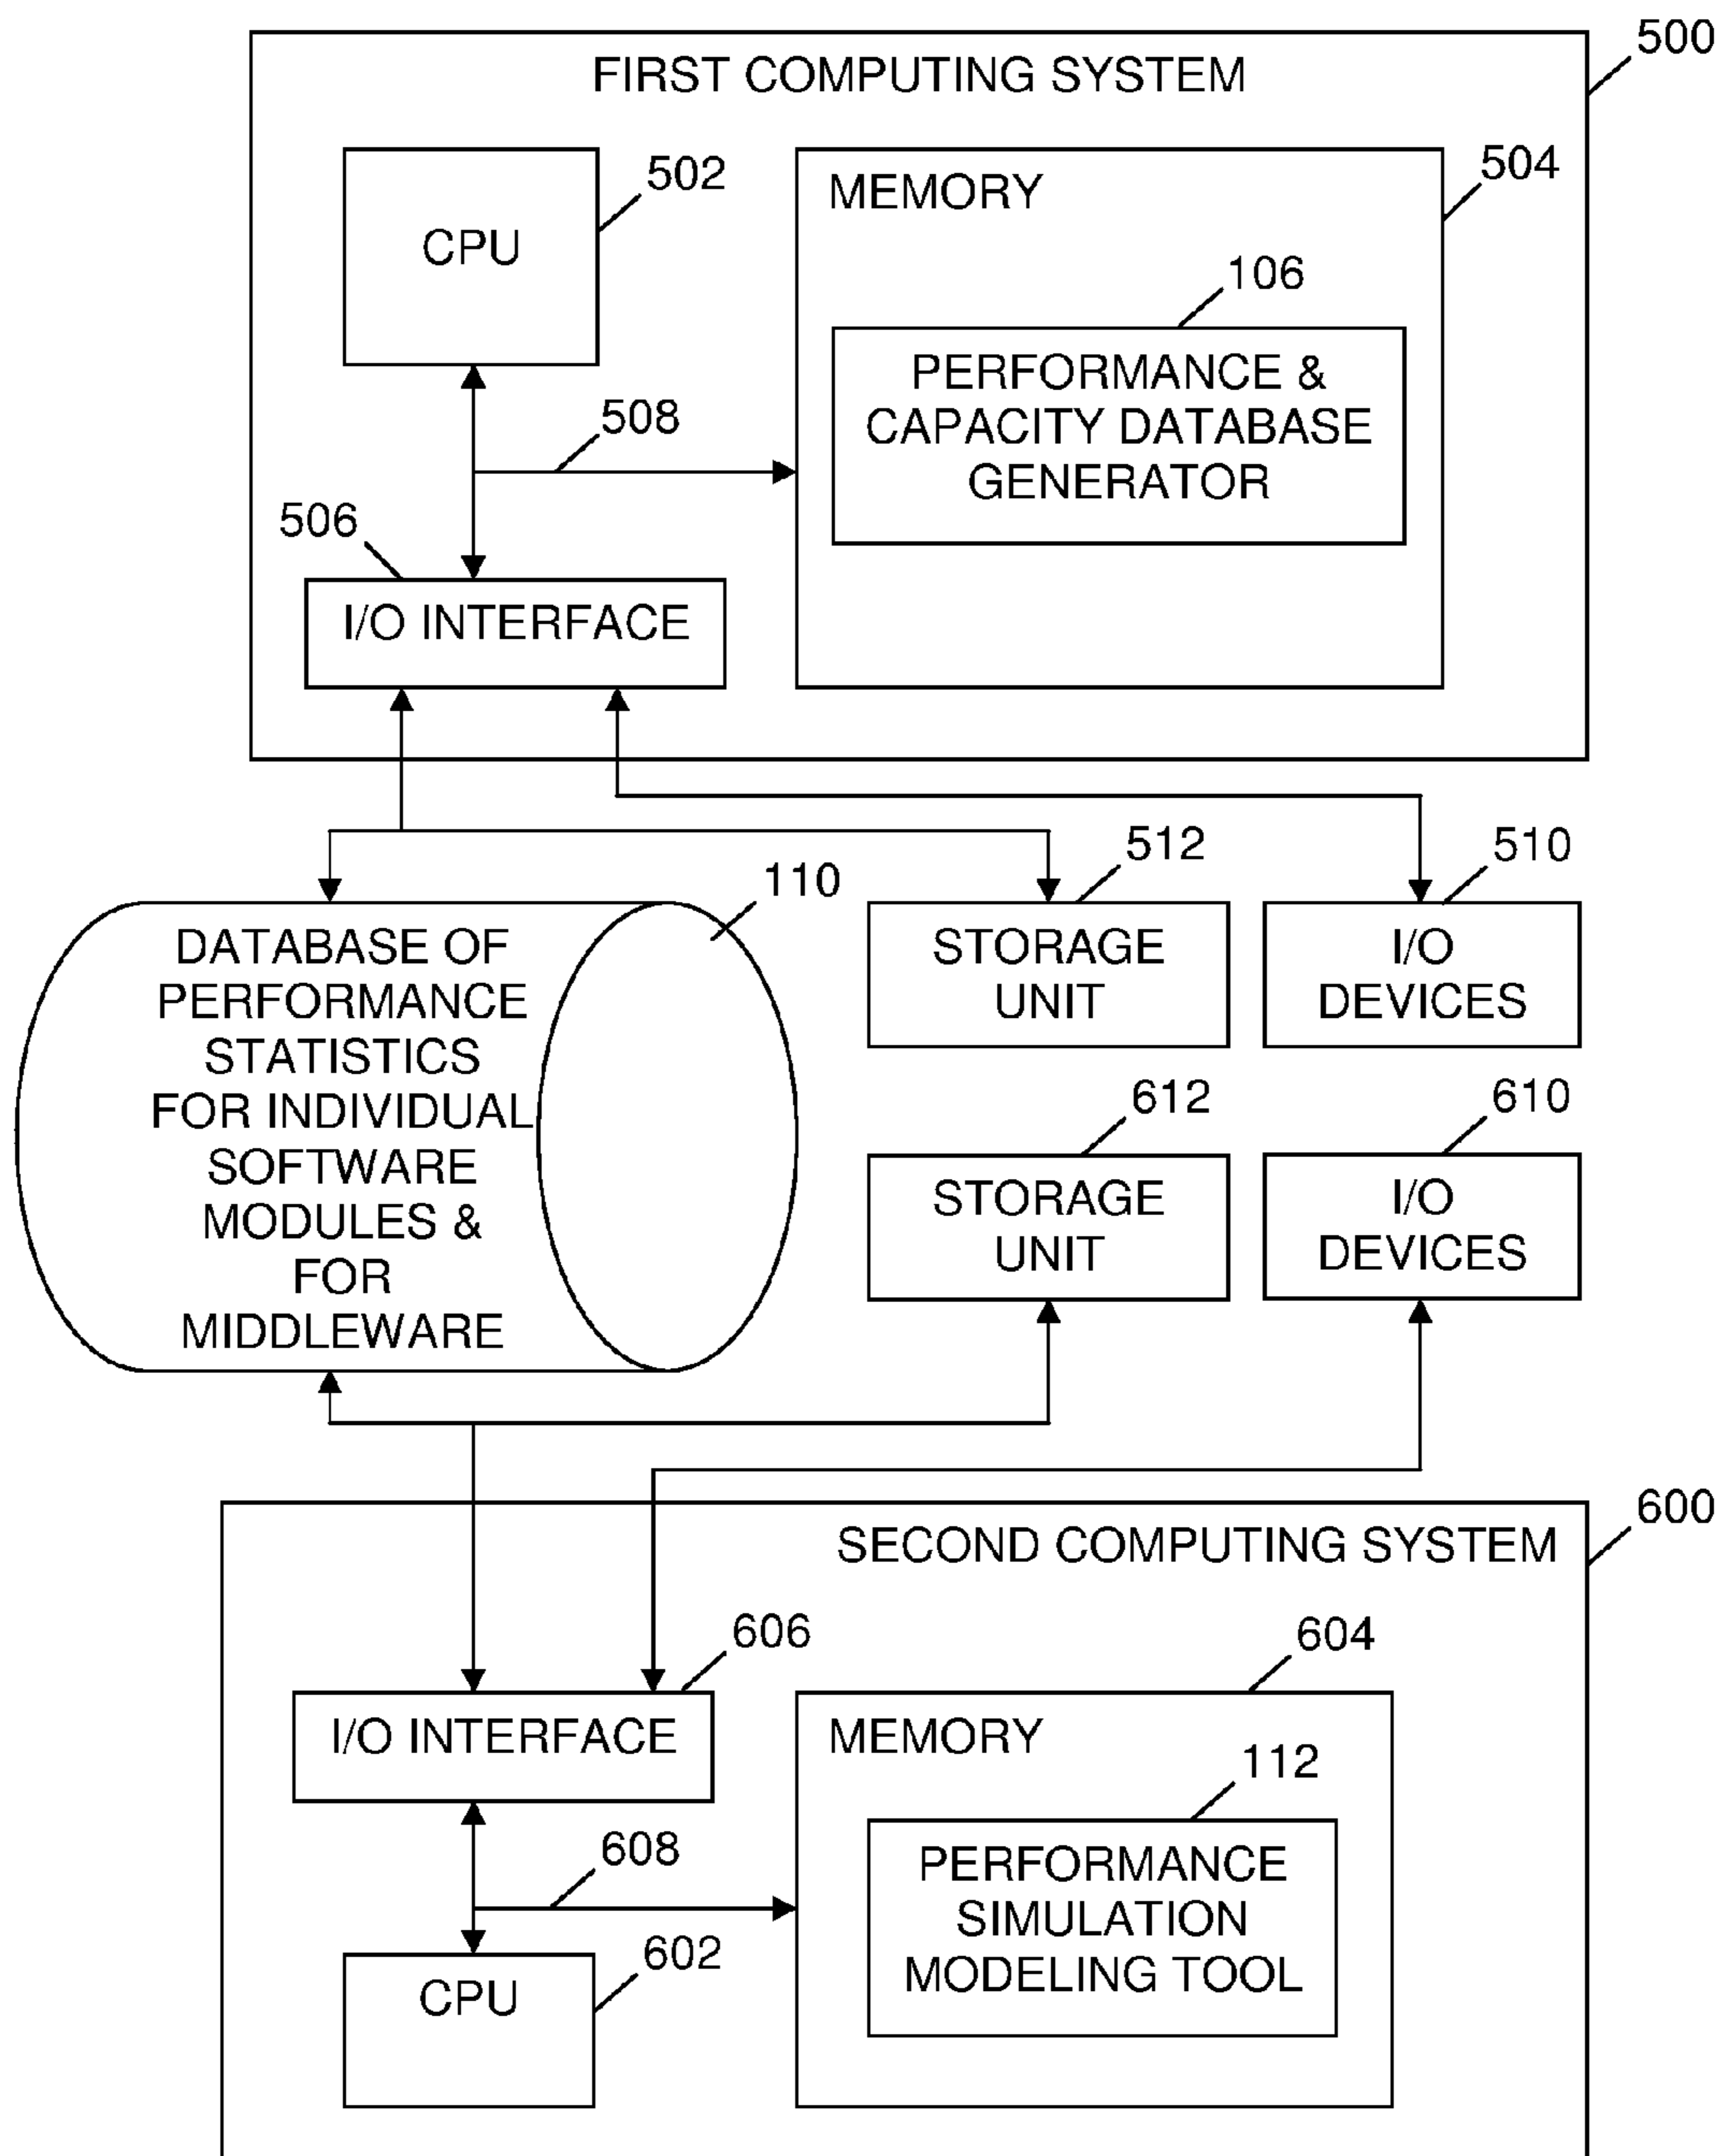 500
FIRST COMPUTING SYSTEM
502
504
CPU
MEMORY
106
PERFORMANCE &
CAPACITY DATABASE
GENERATOR
508
506
I/O INTERFACE
512
510
110
DATABASE OF
PERFORMANCE
STATISTICS
FOR INDIVIDUAL
SOFTWARE
MODULES &
FOR
MIDDLEWARE
STORAGE
UNIT
I/O
DEVICES
612
610
STORAGE
UNIT
I/O
DEVICES
600
SECOND COMPUTING SYSTEM
606
604
I/O INTERFACE
MEMORY
112
PERFORMANCE
SIMULATION
MODELING TOOL
608
602
CPU